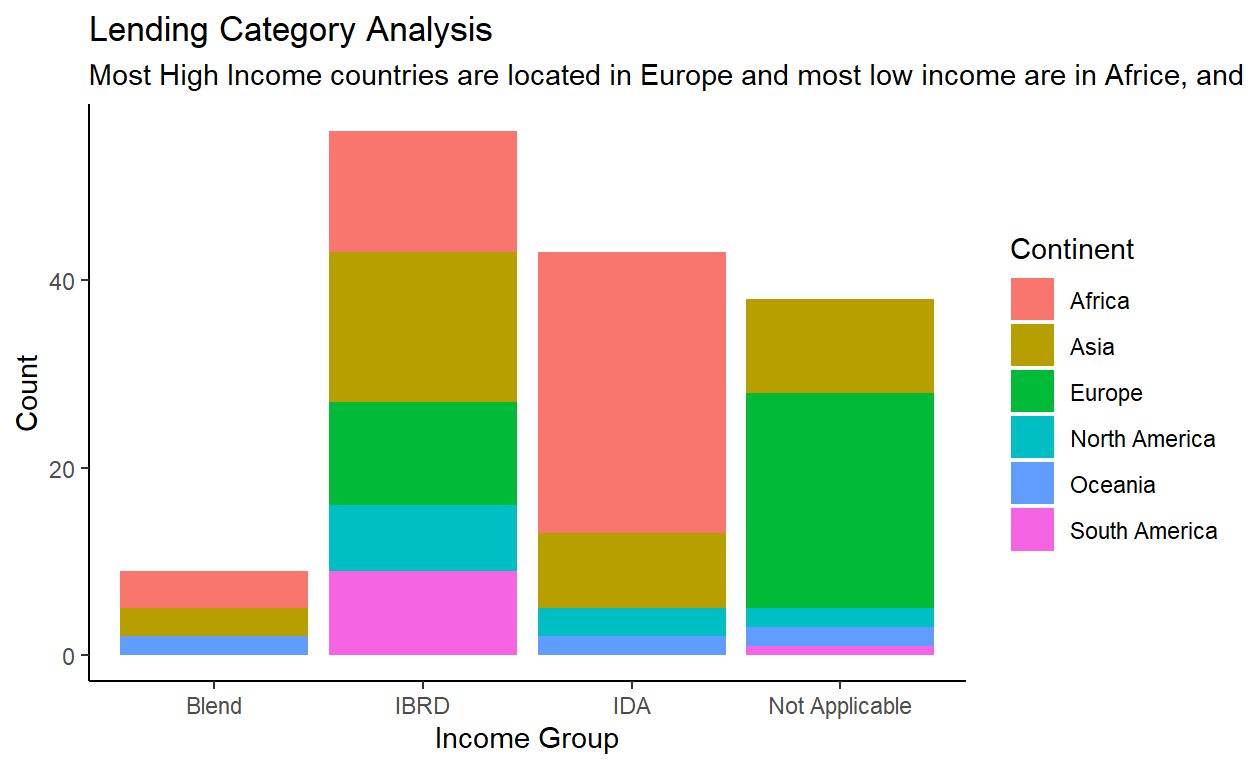 Lending Category Analysis
Most High Income countries are located in Europe and most low income are in Africe, and
Count
40
20
0
Blend
IBRD
IDA
Not Applicable
Income Group
Continent
Africa
Asia
Europe
North America
Oceania
South America